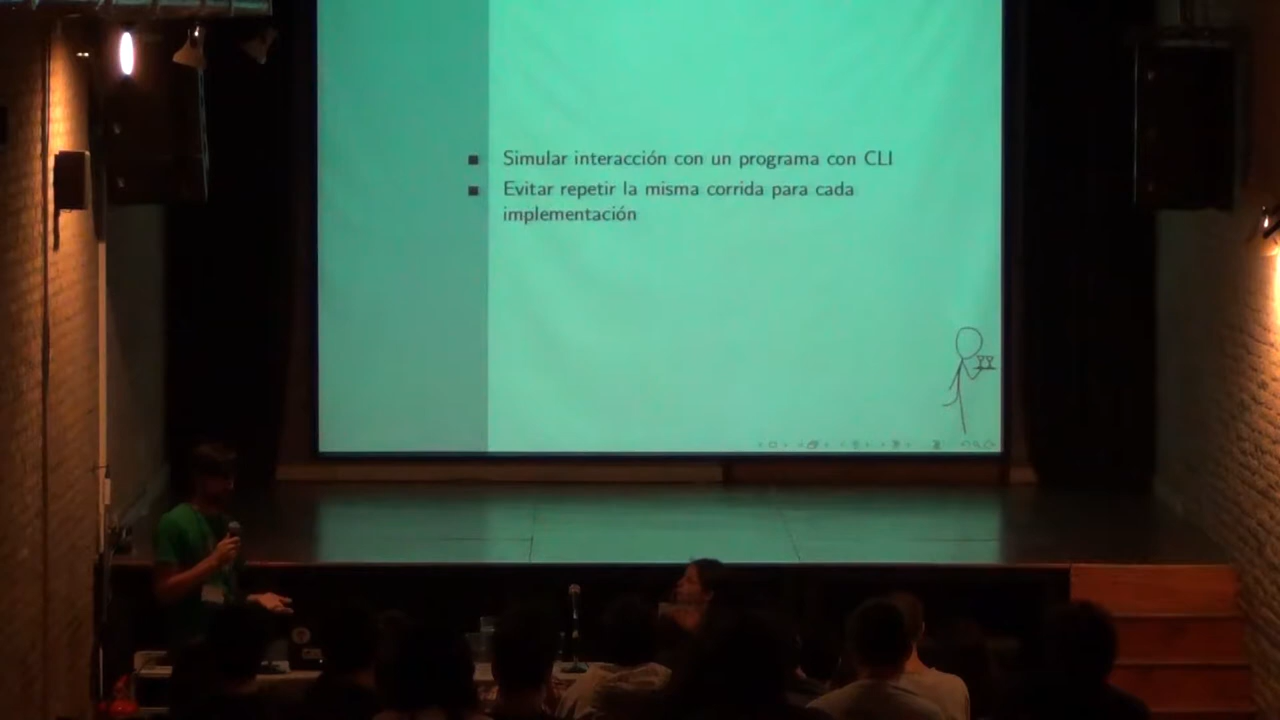 Simular interacción con un programa con CLI
Evitar repetir la misma corrida para cada
implementación